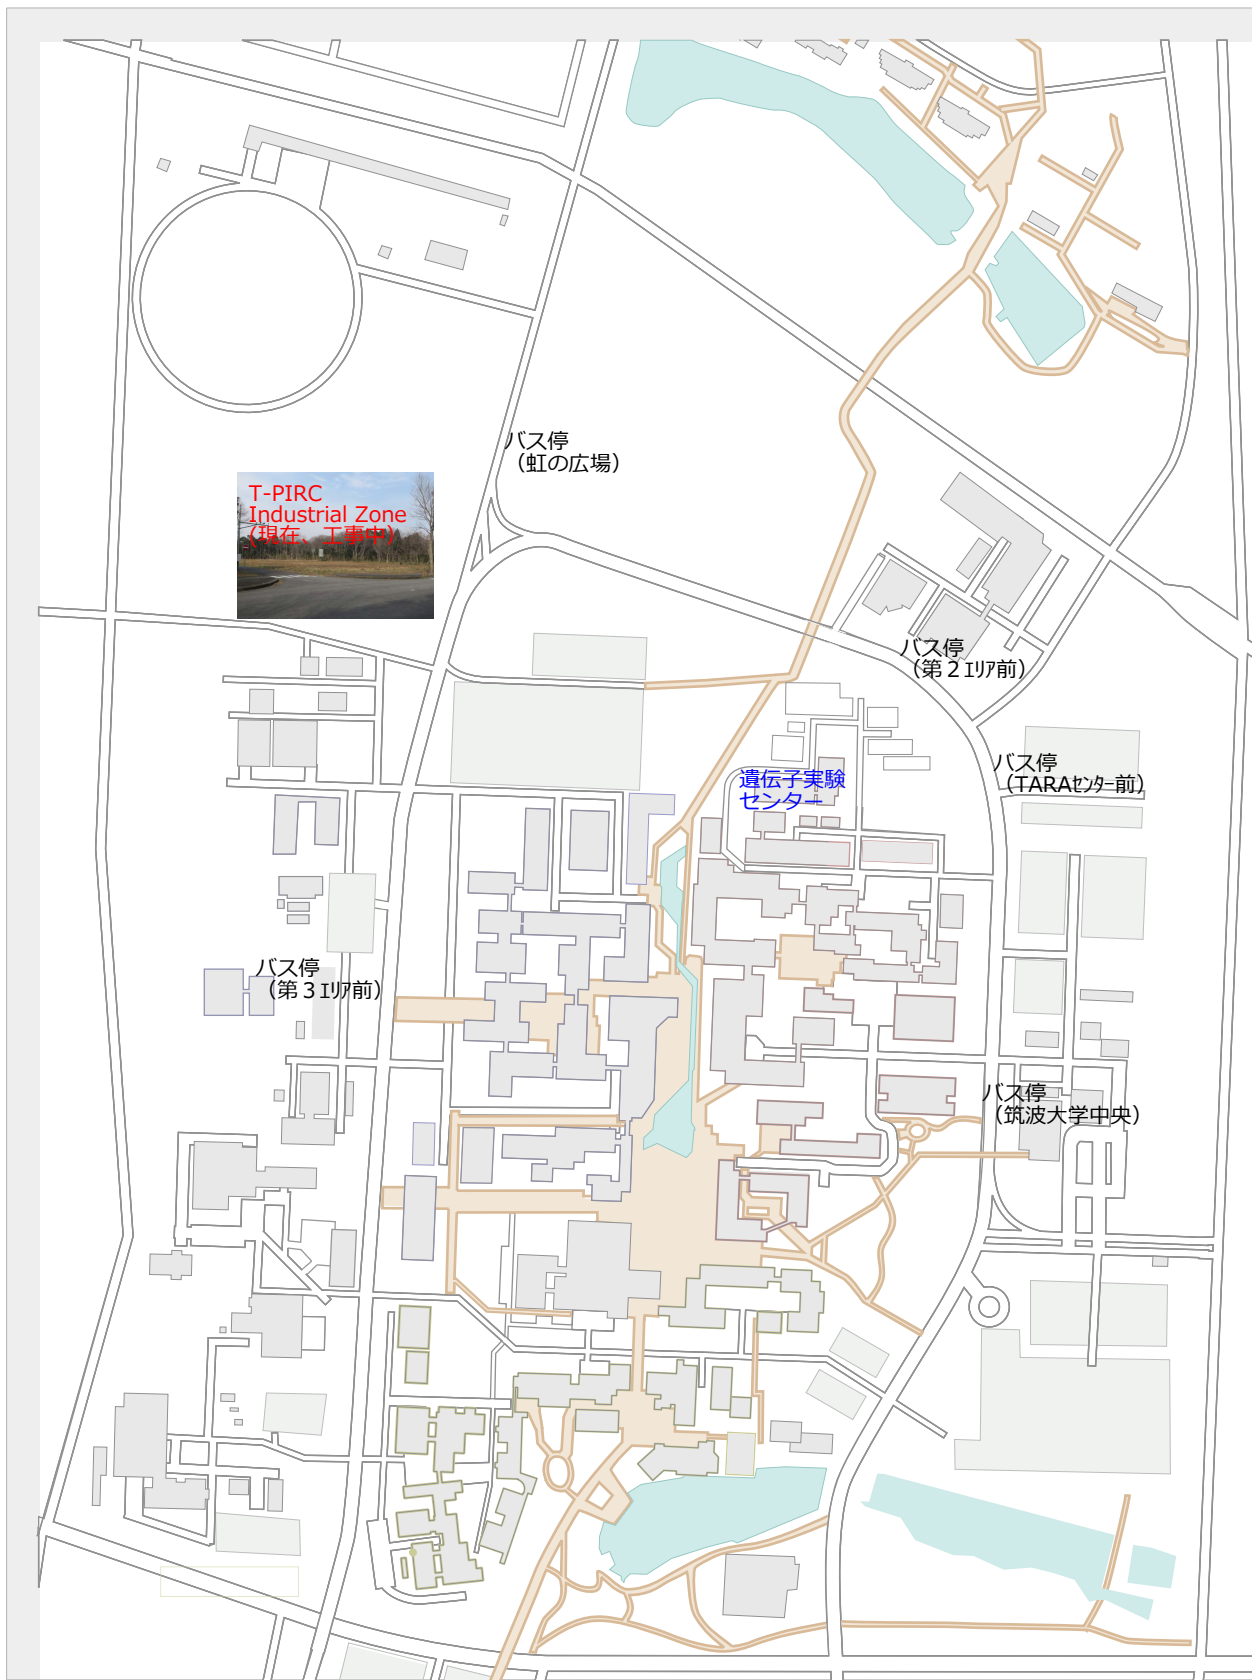 バス停
（虹の広場）
T-PIRC
Industrial Zone
(現在、工事中)
バス停
（第２ｴﾘｱ前）
バス停
（TARAｾﾝﾀｰ前）
遺伝子実験
センター
バス停
（第３ｴﾘｱ前）
バス停
（筑波大学中央）